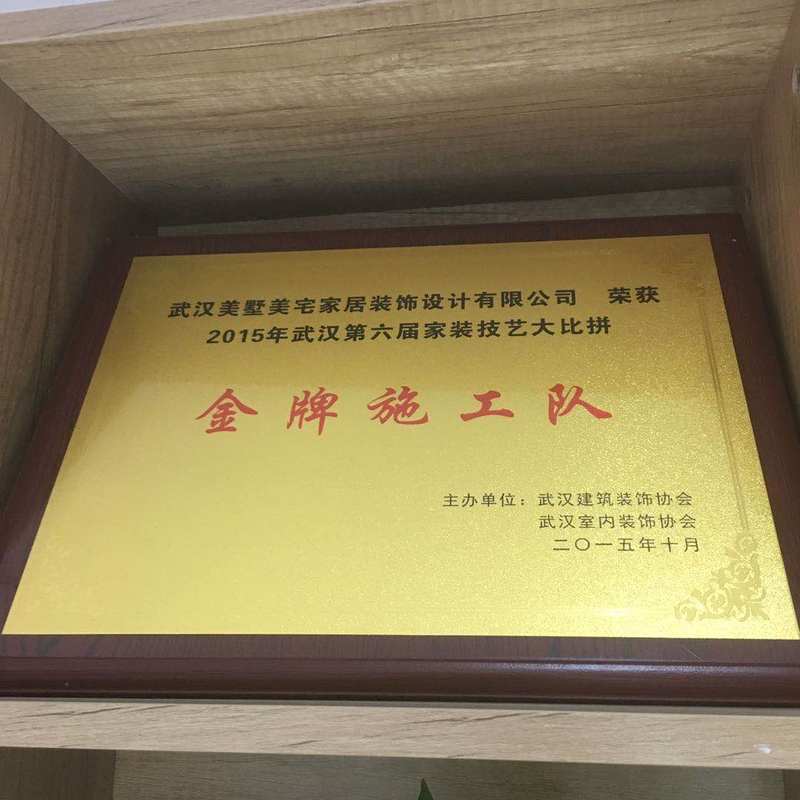 武汉美墅美宅家居装饰设计有限公司 荣获
2015年武汉第六届家装技艺大比拼
金牌施工队
主办单位：武汉建筑装饰协会
武汉室内装饰协会
二〇一五年十月